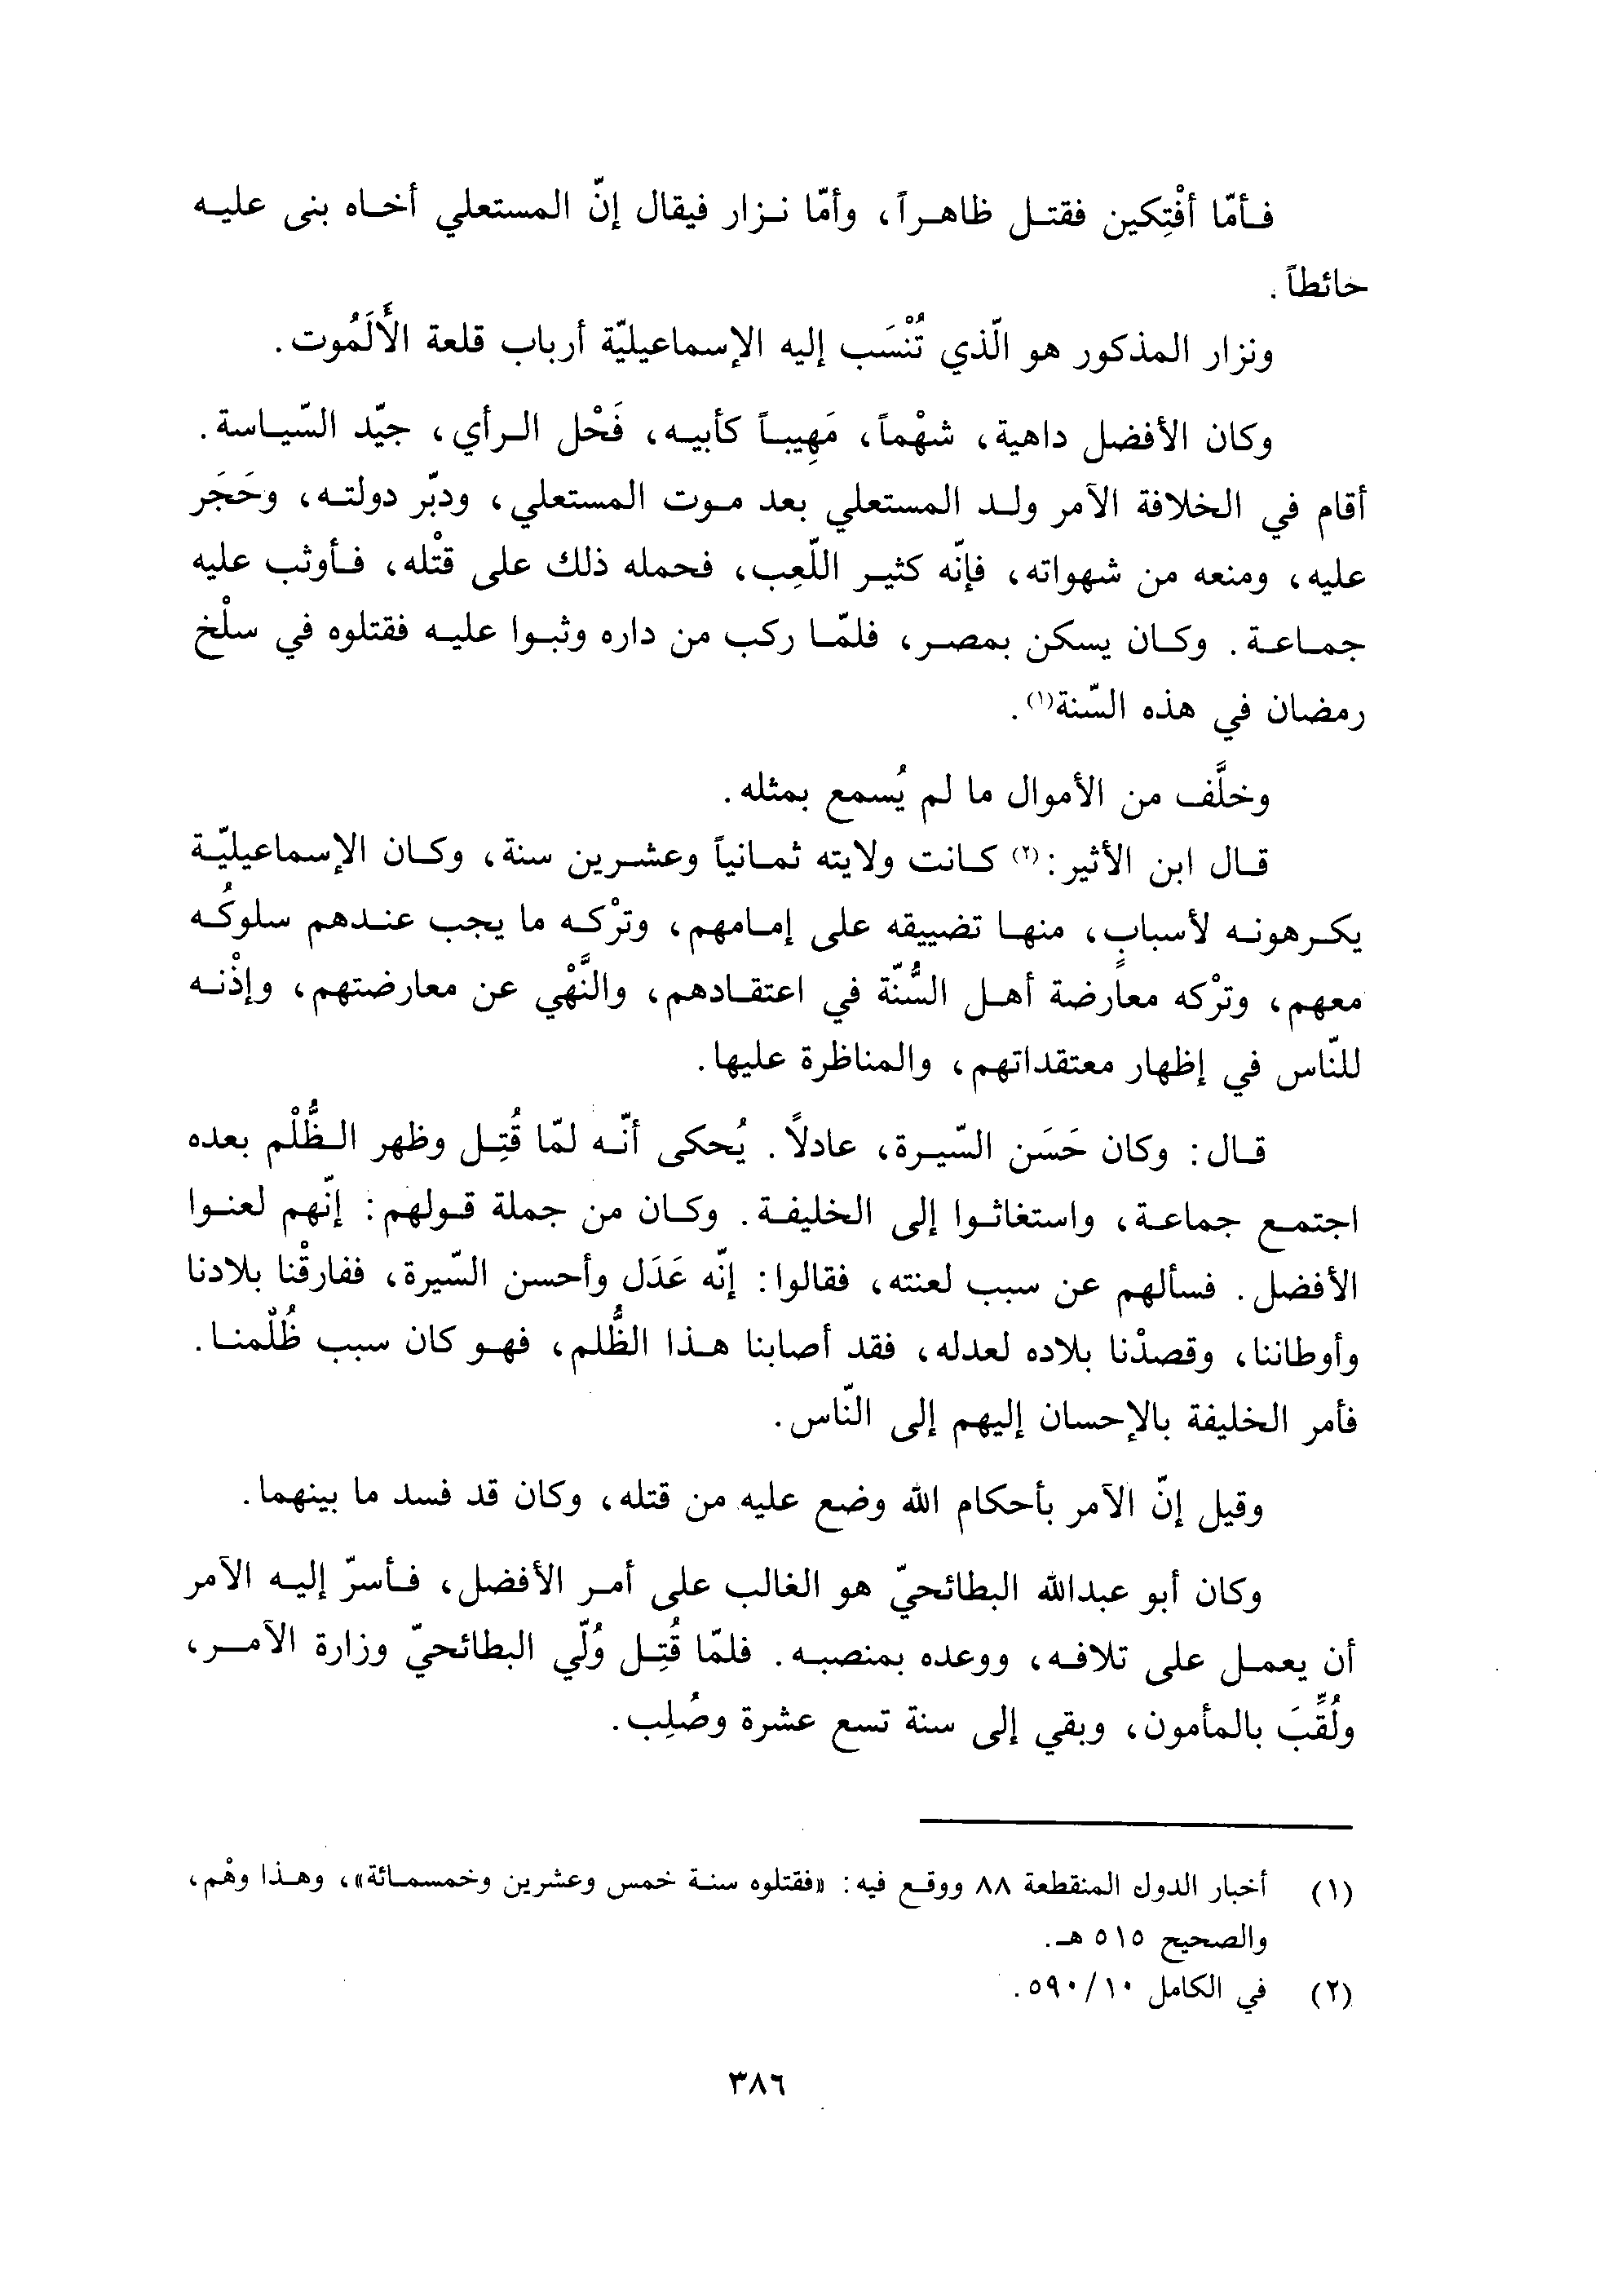 فأمّا أفْتِكين فقتل ظاهراً، وأمّا نزار فيقال إنّ المستعلي أخاه بنى عليه
حائطاً.
ونزار المذكور هو الّذي تُنْسَب إليه الإسماعيليّة أرباب قلعة الأَلَمُوت.
وكان الأفضل داهية، شهْماً، مَهِيباً كأبيه، فَحْل الرأي، جيّد السّياسة.
أقام في الخلافة الآمر ولد المستعلي بعد موت المستعلي، ودبّر دولته، وحَجَر
عليه، ومنعه من شهواته، فإنّه كثير اللّعِب، فحمله ذلك على قتْله، فأوثب عليه
جماعة. وكان يسكن بمصر، فلمّا ركب من داره وثبوا عليه فقتلوه في سلْخ
رمضان في هذه السّنة(١).
وخلَّف من الأموال ما لم يُسمع بمثله.
قال ابن الأثير:(٢) كانت ولايته ثمانياً وعشرين سنة، وكان الإسماعيليّة
يكرهونه لأسبابٍ، منها تضييقه على إمامهم، وترْكه ما يجب عندهم سلوكُه
معهم، وترْكه معارضة أهل السُّنّة في اعتقادهم، والنَّهْي عن معارضتهم، وإذْنه
للنّاس في إظهار معتقداتهم، والمناظرة عليها.
قال: وكان حَسَن السّيرة، عادلاً. يُحكى أنّه لمّا قُتِل وظهر الظُّلْم بعده
اجتمع جماعة، واستغاثوا إلى الخليفة. وكان من جملة قولهم: إنّهم لعنوا
الأفضل. فسألهم عن سبب لعنته، فقالوا: إنّه عَدَل وأحسن السّيرة، ففارقْنا بلادنا
وأوطاننا، وقصدْنا بلاده لعدله، فقد أصابنا هذا الظُّلم، فهو كان سبب ظُلْمنا.
فأمر الخليفة بالإحسان إليهم إلى النّاس.
وقيل إنّ الآمر بأحكام الله وضع عليه من قتله، وكان قد فسد ما بينهما.
وكان أبو عبدالله البطائحيّ هو الغالب على أمر الأفضل، فأسرّ إليه الآمر
أن يعمل على تلافه، ووعده بمنصبه. فلمّا قُتِل وُلّي البطائحيّ وزارة الآمر،
ولُقِّبَ بالمأمون، وبقي إلى سنة تسع عشرة وصُلِب.
(١) أخبار الدول المنقطعة ٨٨ ووقع فيه: «فقتلوه سنة خمس وعشرين وخمسمائة»، وهذا وهْم،
والصحيح ٥١٥ هـ.
(٢) في الكامل ١٠/٥٩٠.
٣٨٦